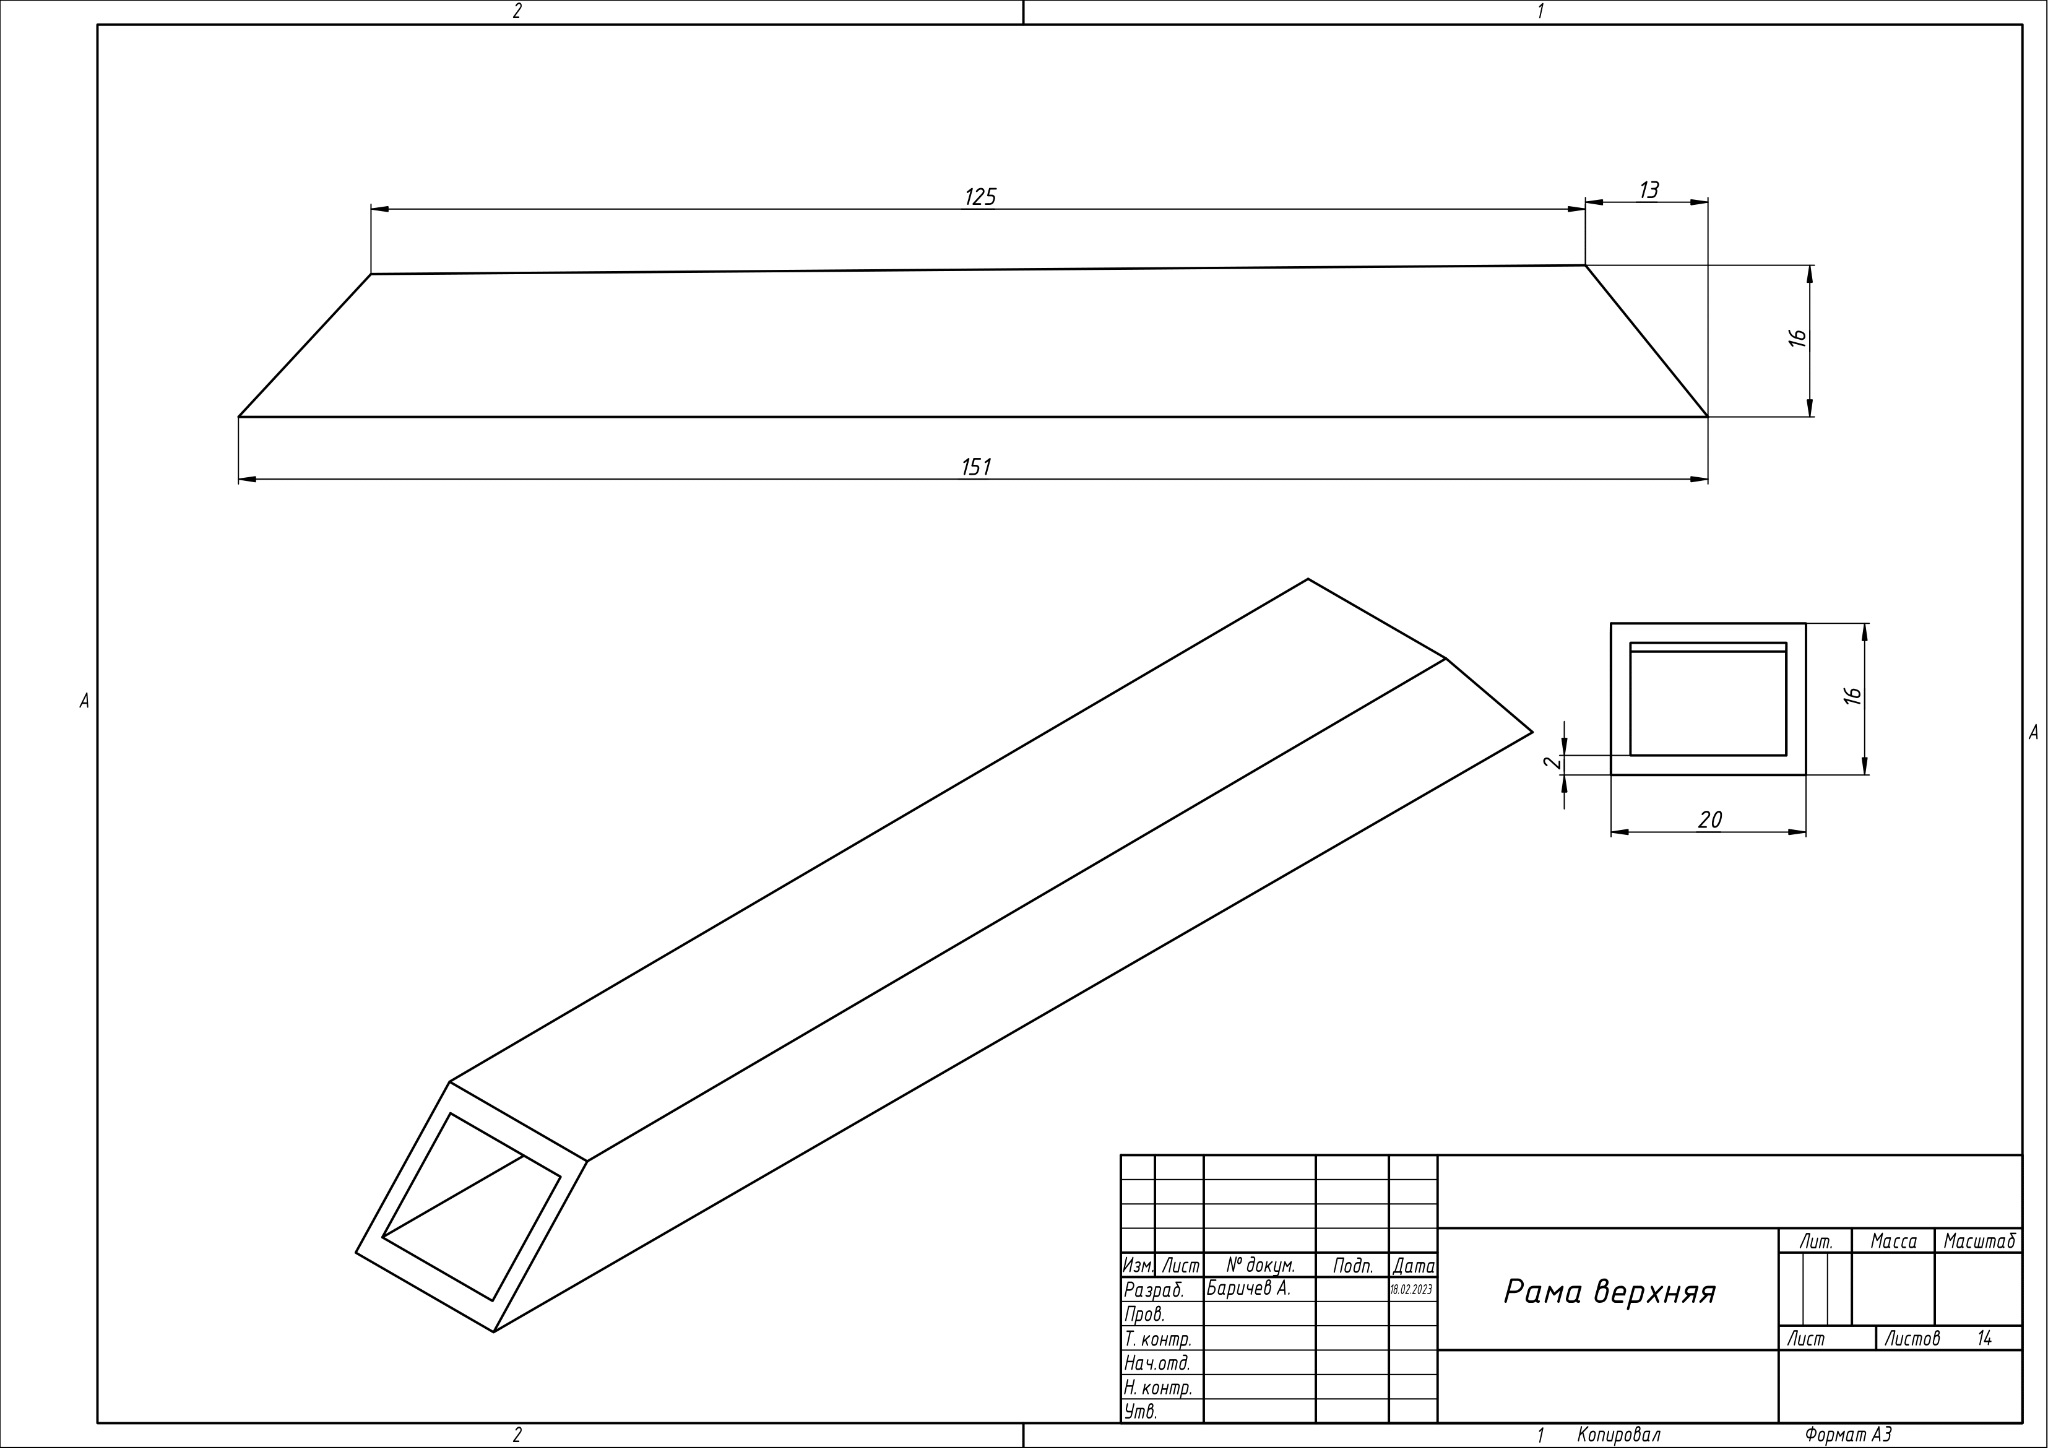 2 1
125
13
16
151
А А
16
2
20
Изм. Лист № докум. Подп. Дата
Разраб. Баричев А. 18.02.2023
Пров.
Т. контр.
Нач.отд.
Н. контр.
Утв.
Рама верхняя
Лит. Масса Масштаб
Лист Листов 14
2 1 Копировал Формат А3